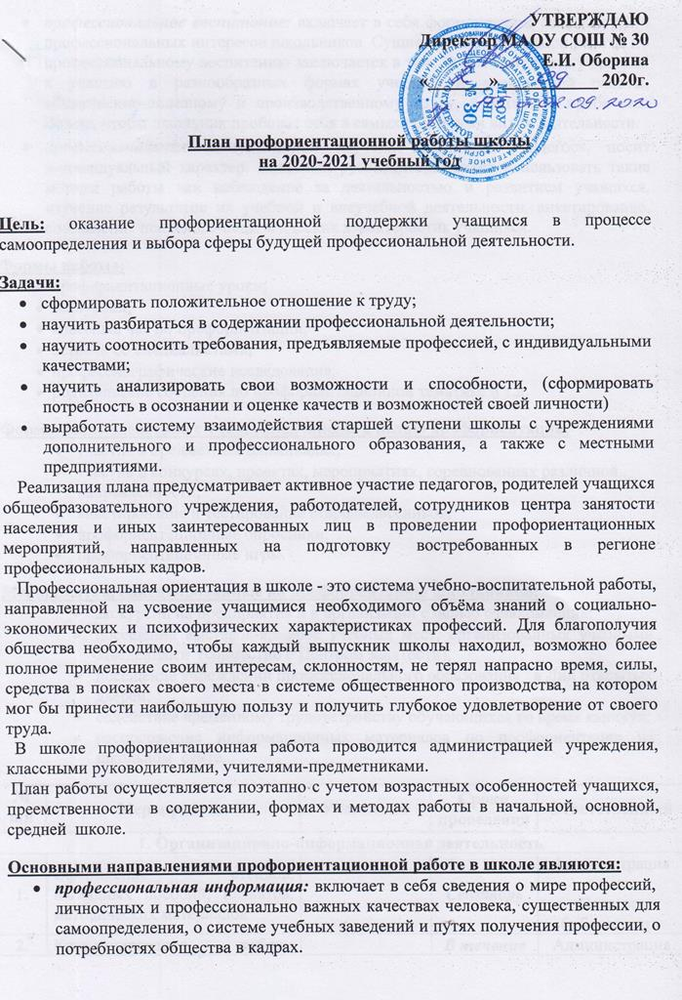 УТВЕРЖДАЮ
Директор МАОУ СОШ № 30
Е.И. Оборина
« » 09 2020г.
от 02.09.2020
План профориентационной работы школы
на 2020-2021 учебный год
Цель: оказание профориентационной поддержки учащимся в процессе
самоопределения и выбора сферы будущей профессиональной деятельности.
Задачи:
• сформировать положительное отношение к труду;
• научить разбираться в содержании профессиональной деятельности;
• научить соотносить требования, предъявляемые профессией, с индивидуальными
качествами;
• научить анализировать свои возможности и способности, (сформировать
потребность в осознании и оценке качеств и возможностей своей личности)
• выработать систему взаимодействия старшей ступени школы с учреждениями
дополнительного и профессионального образования, а также с местными
предприятиями.
Реализация плана предусматривает активное участие педагогов, родителей учащихся
общеобразовательного учреждения, работодателей, сотрудников центра занятости
населения и иных заинтересованных лиц в проведении профориентационных
мероприятий, направленных на подготовку востребованных в регионе
профессиональных кадров.
Профессиональная ориентация в школе - это система учебно-воспитательной работы,
направленной на усвоение учащимися необходимого объёма знаний о социально-
экономических и психофизических характеристиках профессий. Для благополучия
общества необходимо, чтобы каждый выпускник школы находил, возможно более
полное применение своим интересам, склонностям, не терял напрасно время, силы,
средства в поисках своего места в системе общественного производства, на котором
мог бы принести наибольшую пользу и получить глубокое удовлетворение от своего
труда.
В школе профориентационная работа проводится администрацией учреждения,
классными руководителями, учителями-предметниками.
План работы осуществляется поэтапно с учетом возрастных особенностей учащихся,
преемственности в содержании, формах и методах работы в начальной, основной,
средней школе.
Основными направлениями профориентационной работе в школе являются:
• профессиональная информация: включает в себя сведения о мире профессий,
личностных и профессионально важных качествах человека, существенных для
самоопределения, о системе учебных заведений и путях получения профессии, о
потребностях общества в кадрах.